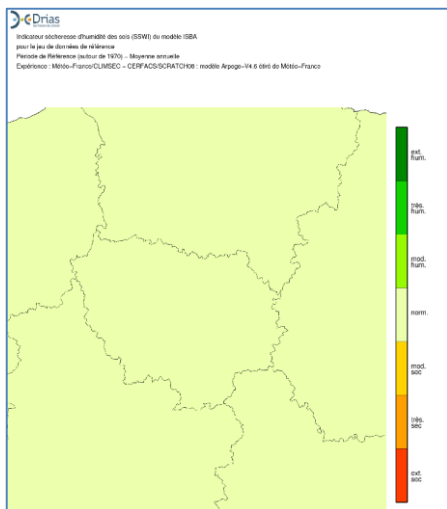 Drias
Indicateur sécheresse d'humidité des sols (SSWI) du modèle ISBA
pour le jeu de données de référence
Période de Référence (autour de 1970) – Moyenne annuelle
Expérience : Météo-France/CLIMSEC – CERFACS/SCRATCH08 : modèle Arpege-V4.6 étiré de Météo-France
ext.
hum.
très.
hum.
mod.
hum.
norm.
mod.
sec
très.
sec
ext.
sec